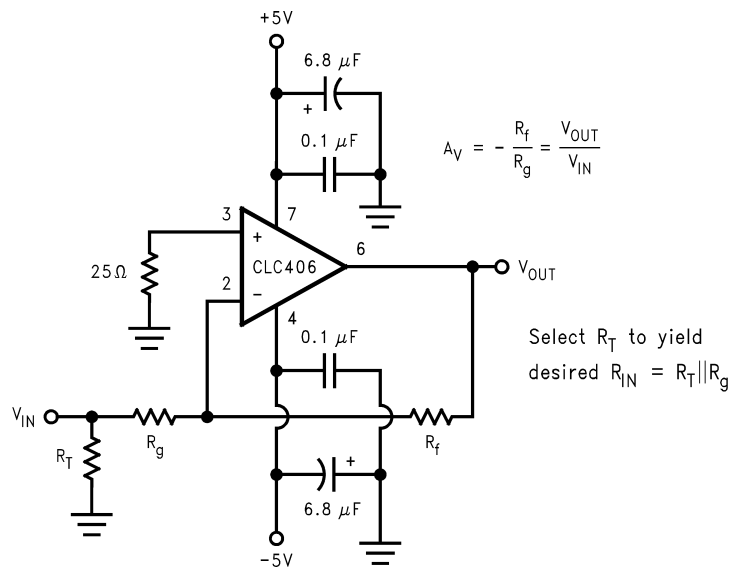 +5V
6.8 μF
+
0.1 μF
A_V = - R_f/R_g = V_OUT/V_IN
3
7
+
6
25Ω
CLC406
V_OUT
2
−
4
0.1 μF
Select R_T to yield
desired R_IN = R_T||R_g
V_IN
R_g
R_f
R_T
+
6.8 μF
−5V